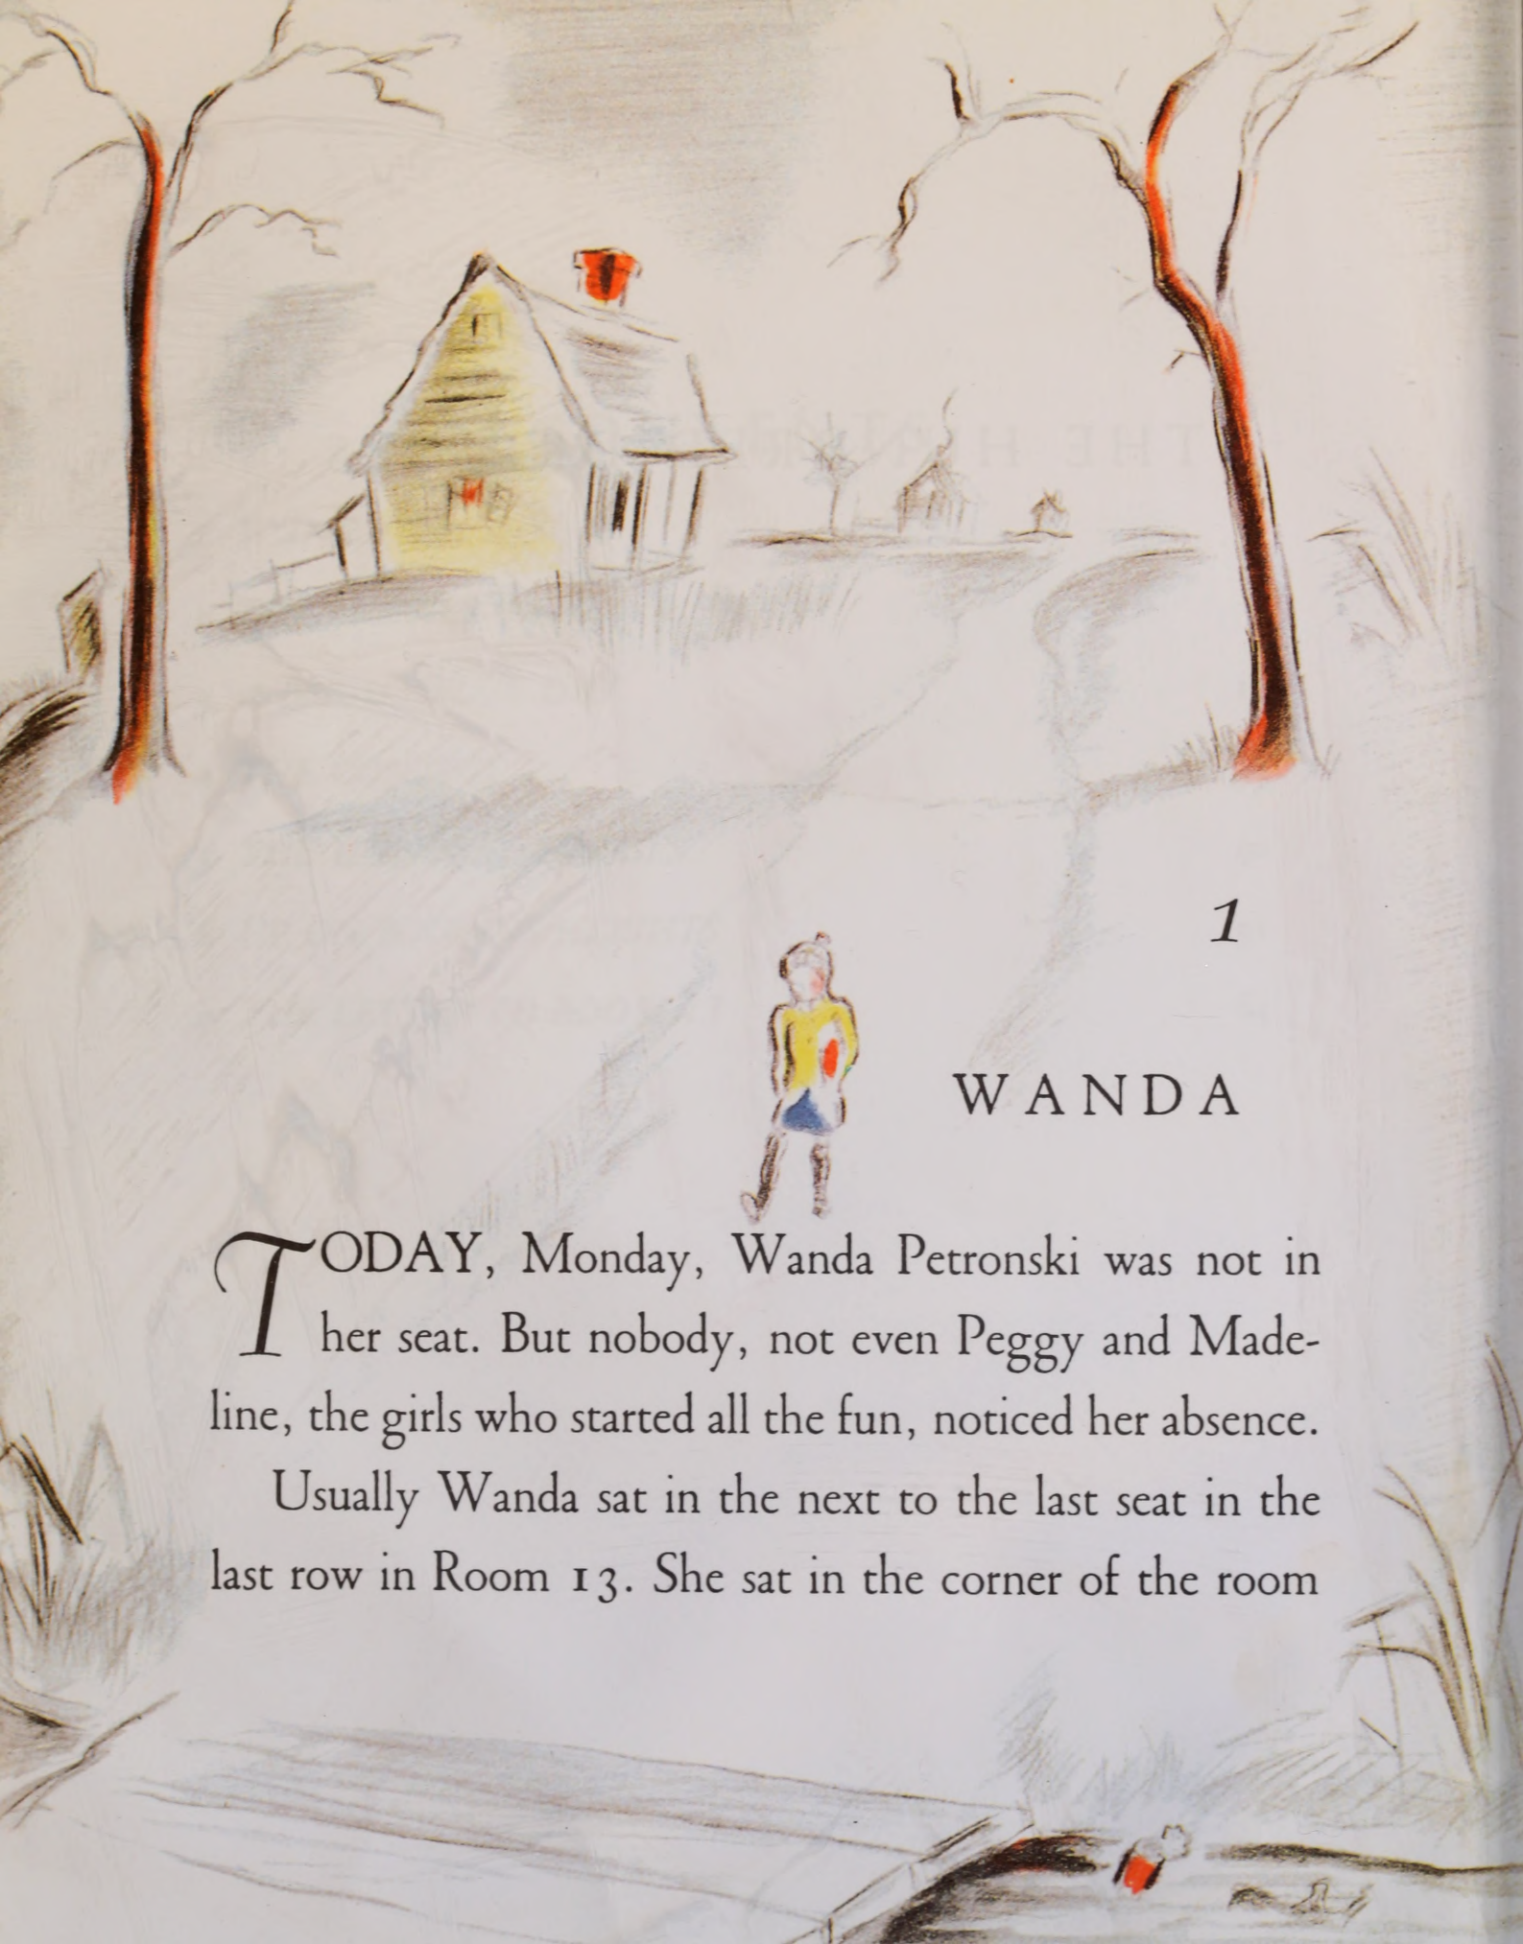 1
WANDA
TODAY, Monday, Wanda Petronski was not in
her seat. But nobody, not even Peggy and Made-
line, the girls who started all the fun, noticed her absence.
Usually Wanda sat in the next to the last seat in the
last row in Room 13. She sat in the corner of the room